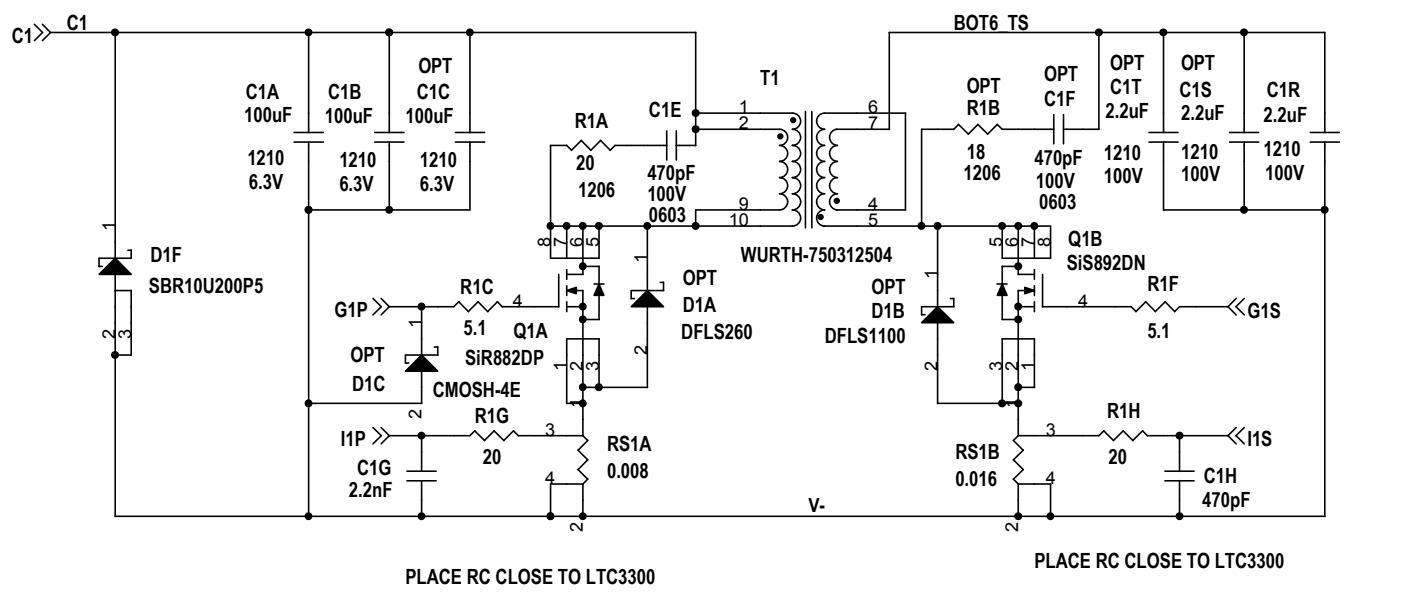 C1
C1
BOT6_TS
C1A
100uF
1210
6.3V
C1B
100uF
1210
6.3V
OPT
C1C
100uF
1210
6.3V
R1A
20
1206
C1E
470pF
100V
0603
T1
1
2
9
10
6
7
4
5
WURTH-750312504
OPT
R1B
18
1206
OPT
C1F
470pF
100V
0603
OPT
C1T
2.2uF
1210
100V
OPT
C1S
2.2uF
1210
100V
C1R
2.2uF
1210
100V
1
D1F
SBR10U200P5
2
3
G1P
R1C
5.1
4
8
7
6
5
Q1A
SiR882DP
1
2
3
1
1
OPT
D1A
DFLS260
2
1
OPT
D1C
CMOSH-4E
2
1
OPT
D1B
DFLS1100
2
5
6
7
8
Q1B
SiS892DN
4
R1F
5.1
G1S
3
2
1
1
I1P
R1G
20
3
C1G
2.2nF
RS1A
0.008
4
2
RS1B
0.016
3
4
2
R1H
20
I1S
C1H
470pF
V-
PLACE RC CLOSE TO LTC3300
PLACE RC CLOSE TO LTC3300